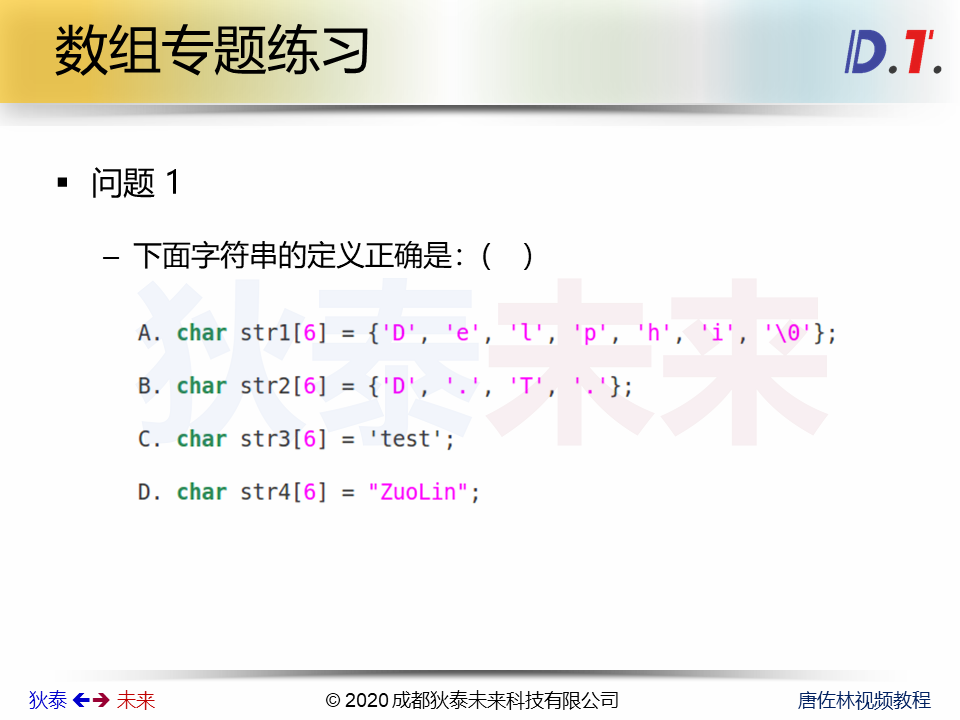 数组专题练习
D.T.
▪ 问题 1
– 下面字符串的定义正确是：(    )
狄泰未来
A. char str1[6] = {'D', 'e', 'l', 'p', 'h', 'i', '\0'};
B. char str2[6] = {'D', '.', 'T', '.'};
C. char str3[6] = 'test';
D. char str4[6] = "ZuoLin";
狄泰 未来
© 2020 成都狄泰未来科技有限公司
唐佐林视频教程